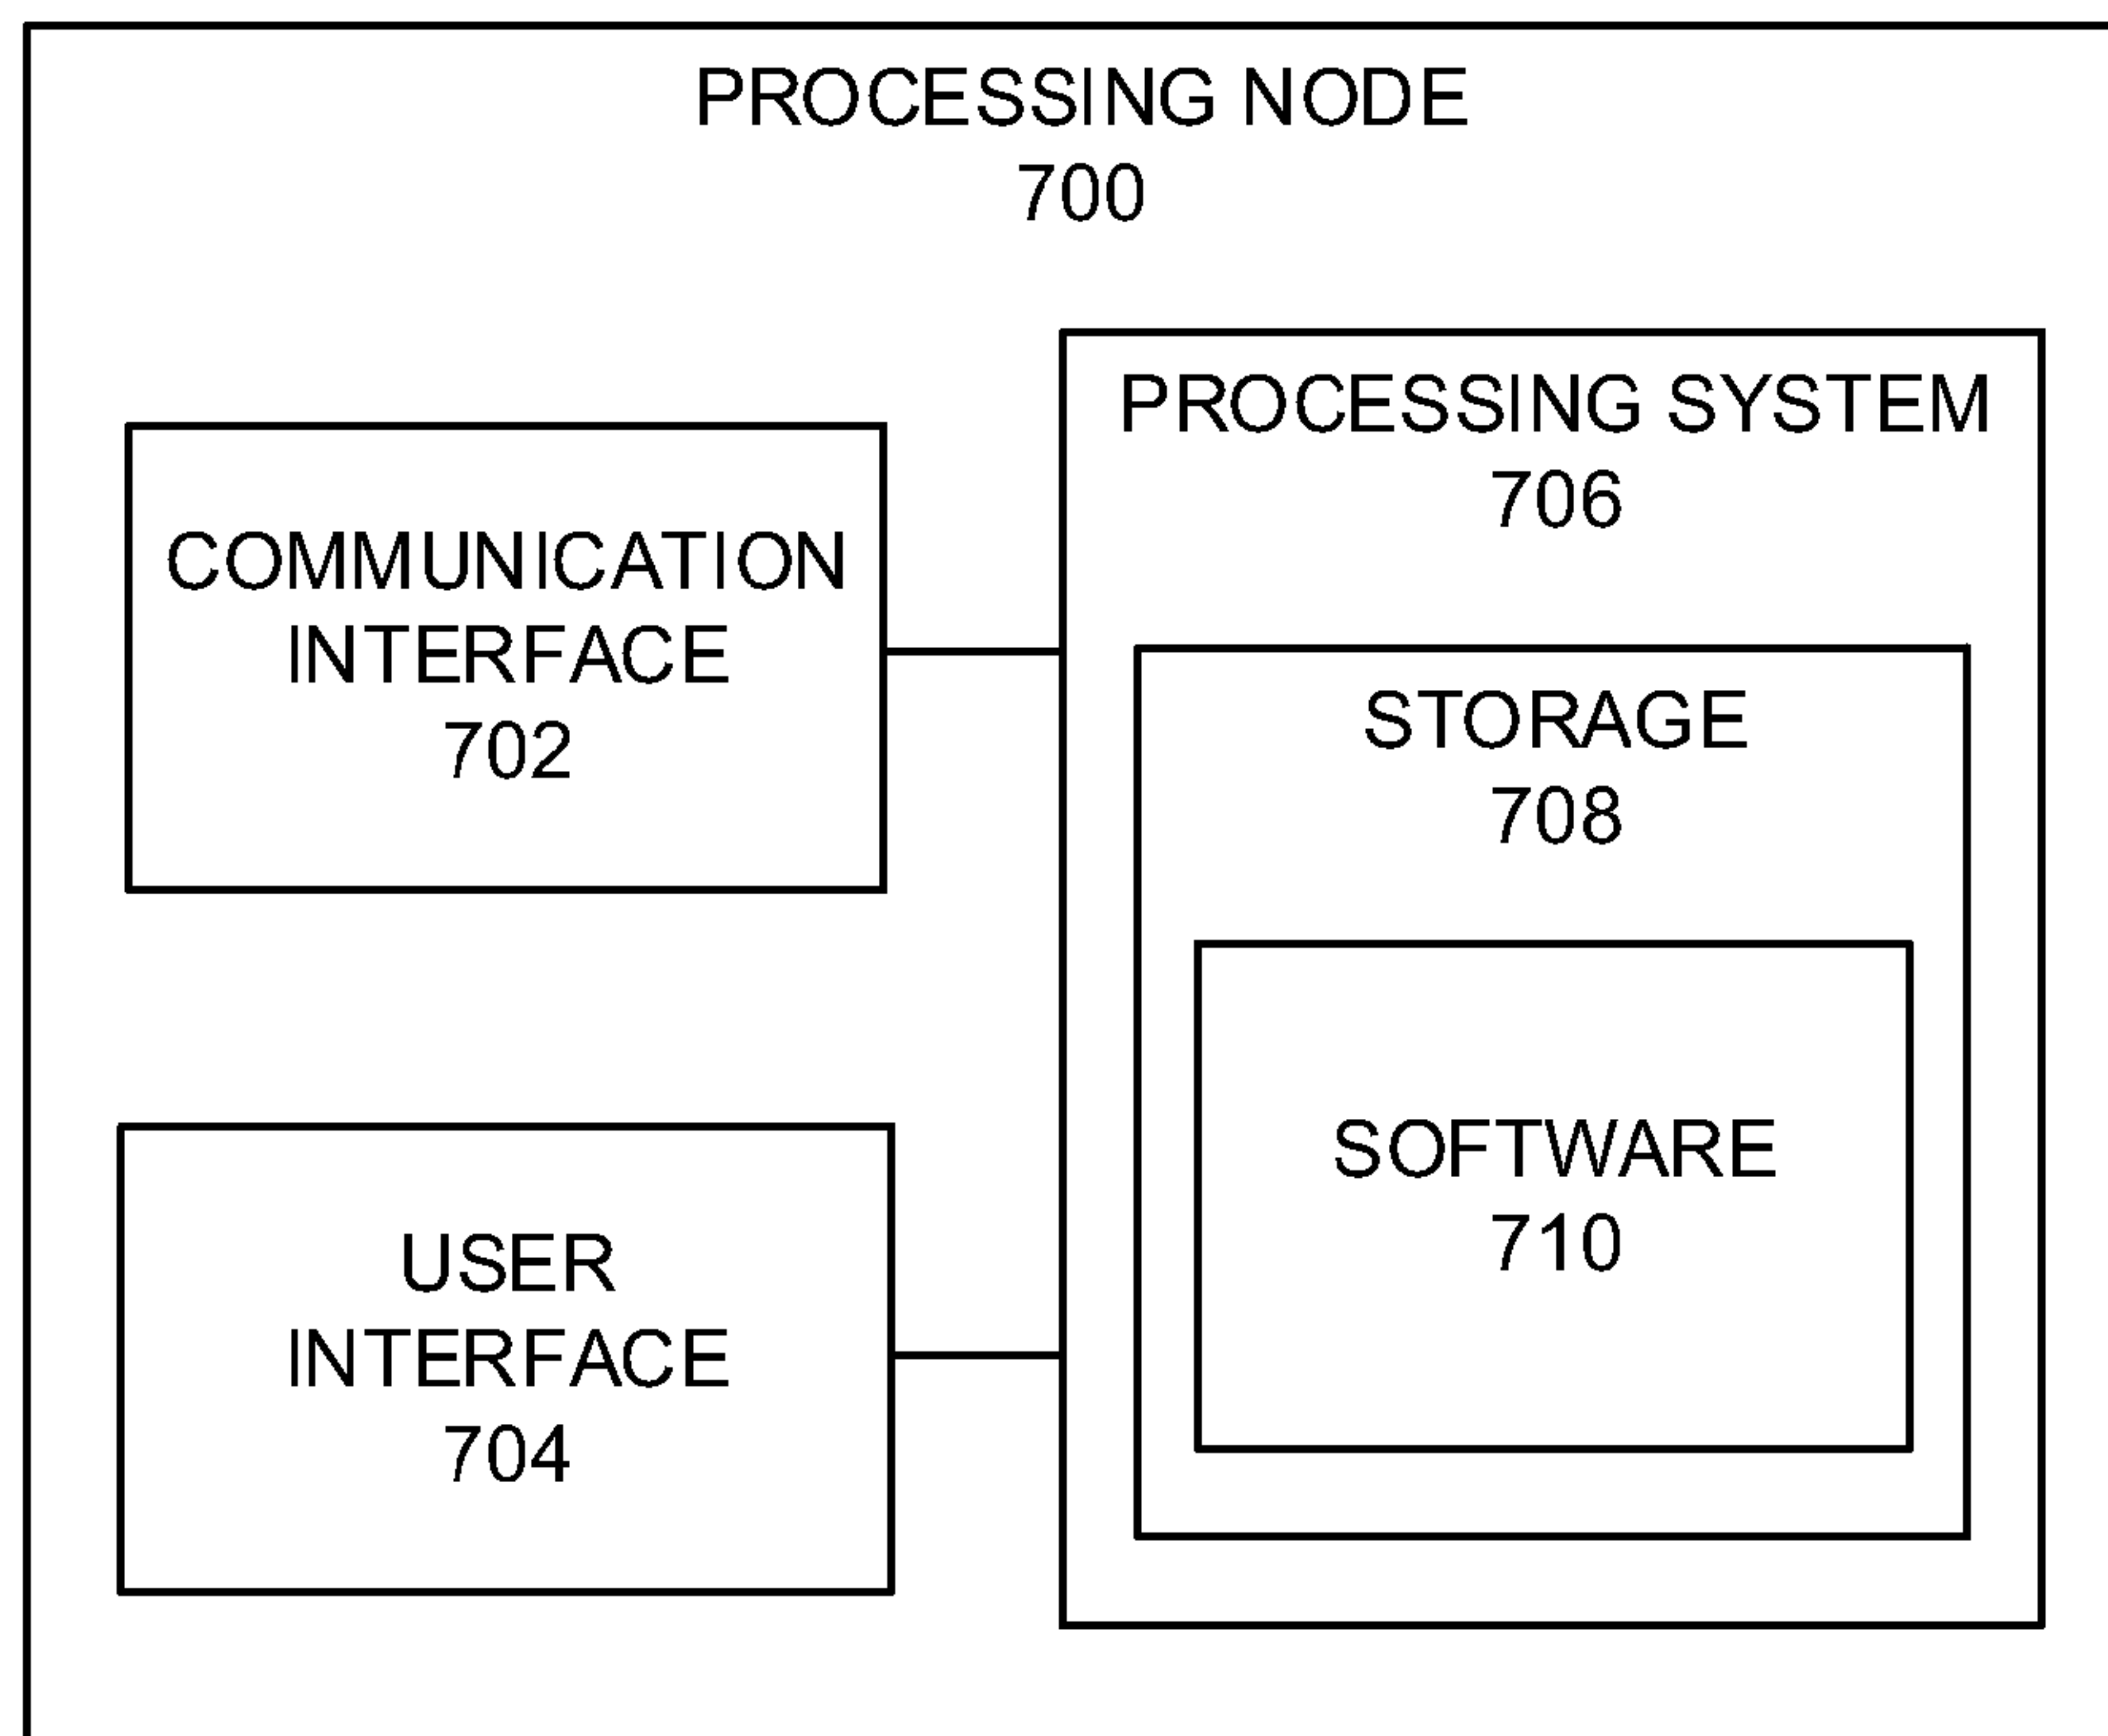 PROCESSING NODE
700
PROCESSING SYSTEM
706
COMMUNICATION
INTERFACE
702
STORAGE
708
SOFTWARE
710
USER
INTERFACE
704